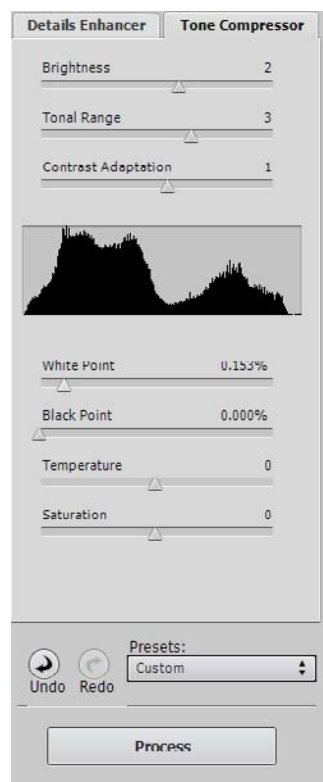 Details Enhancer Tone Compressor
Brightness 2
Tonal Range 3
Contrast Adaptation 1
White Point 0.153%
Black Point 0.000%
Temperature 0
Saturation 0
Presets:
Custom
Undo Redo
Process